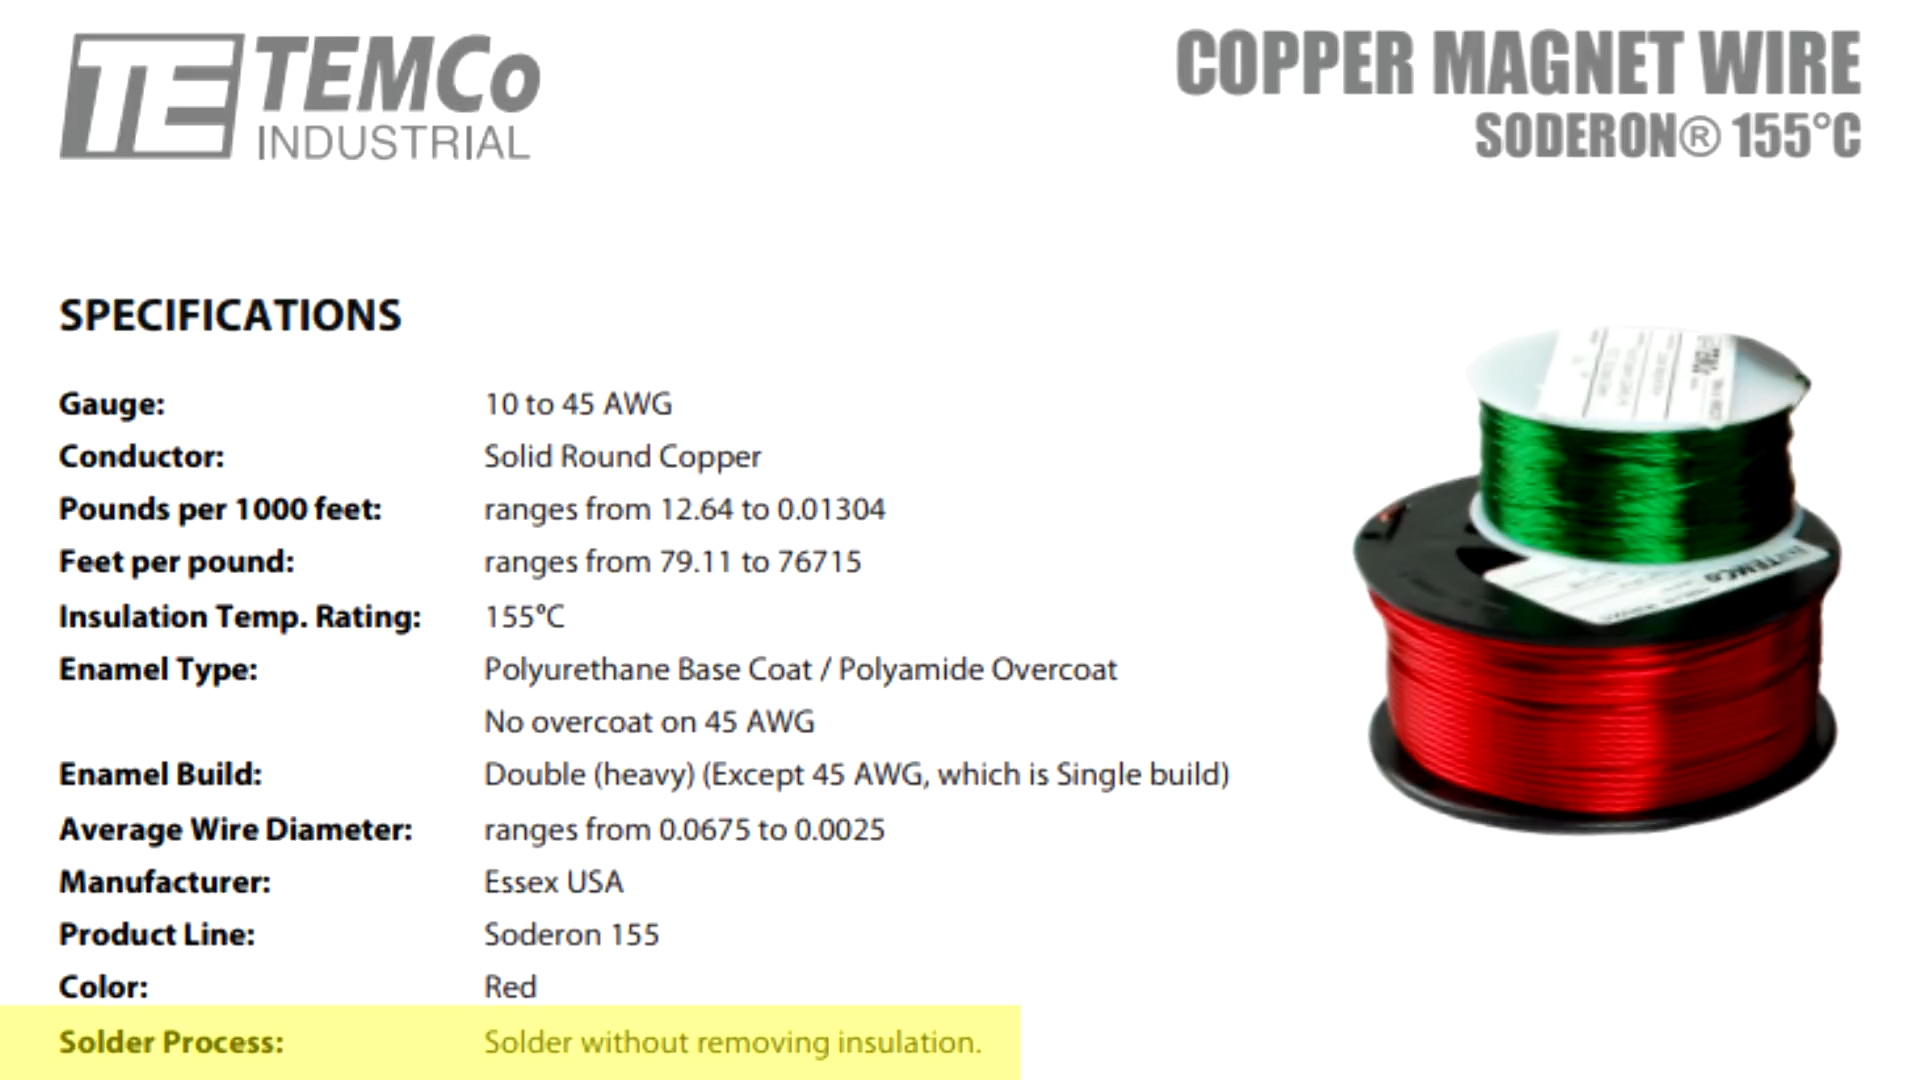 TE TEMCo
INDUSTRIAL
COPPER MAGNET WIRE
SODERON® 155°C
SPECIFICATIONS
Gauge: 10 to 45 AWG
Conductor: Solid Round Copper
Pounds per 1000 feet: ranges from 12.64 to 0.01304
Feet per pound: ranges from 79.11 to 76715
Insulation Temp. Rating: 155°C
Enamel Type: Polyurethane Base Coat / Polyamide Overcoat
No overcoat on 45 AWG
Enamel Build: Double (heavy) (Except 45 AWG, which is Single build)
Average Wire Diameter: ranges from 0.0675 to 0.0025
Manufacturer: Essex USA
Product Line: Soderon 155
Color: Red
Solder Process: Solder without removing insulation.
TEMCo